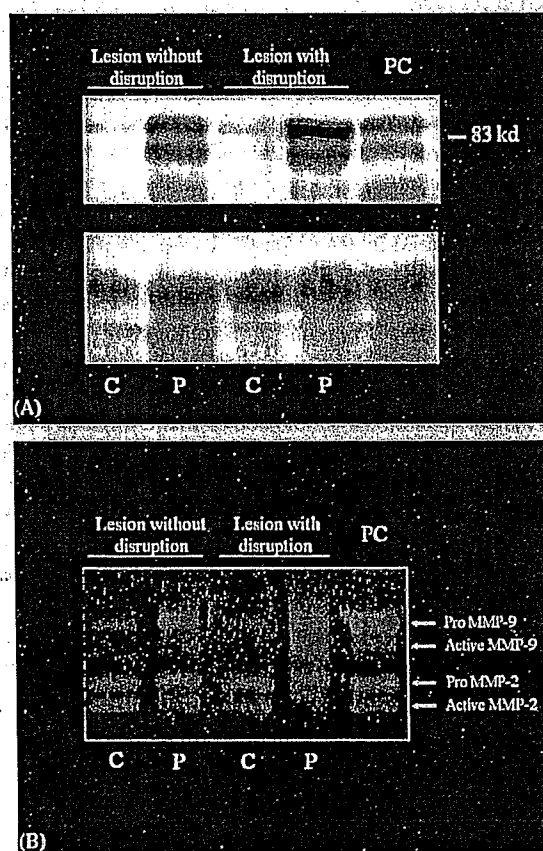 Lesion without disruption
Lesion with disruption
PC
83 kd
C P C P
(A)
Lesion without disruption
Lesion with disruption
PC
Pro MMP-9
Active MMP-9
Pro MMP-2
Active MMP-2
C P C P
(B)